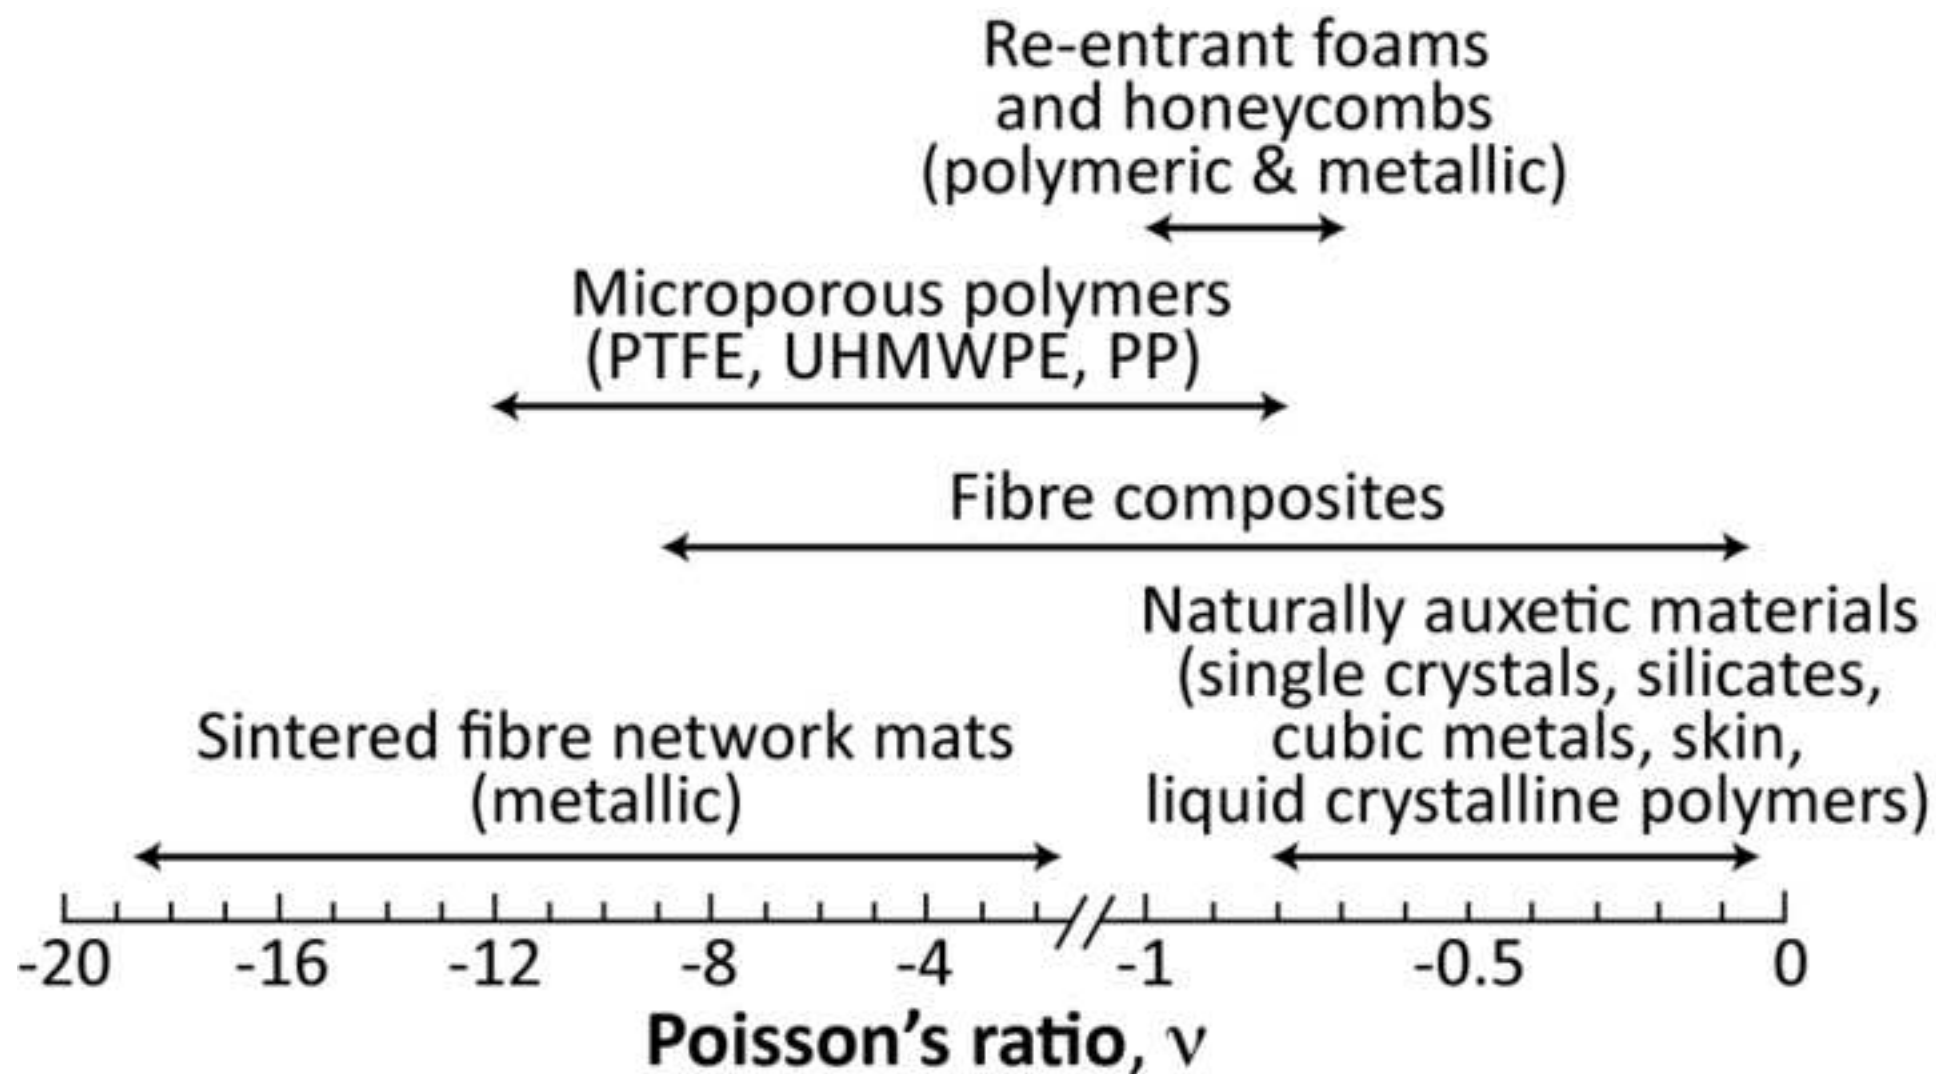 Re-entrant foams
and honeycombs
(polymeric & metallic)
Microporous polymers
(PTFE, UHMWPE, PP)
Fibre composites
Naturally auxetic materials
(single crystals, silicates,
cubic metals, skin,
liquid crystalline polymers)
Sintered fibre network mats
(metallic)
-20 -16 -12 -8 -4 -1 -0.5 0
Poisson's ratio, ν